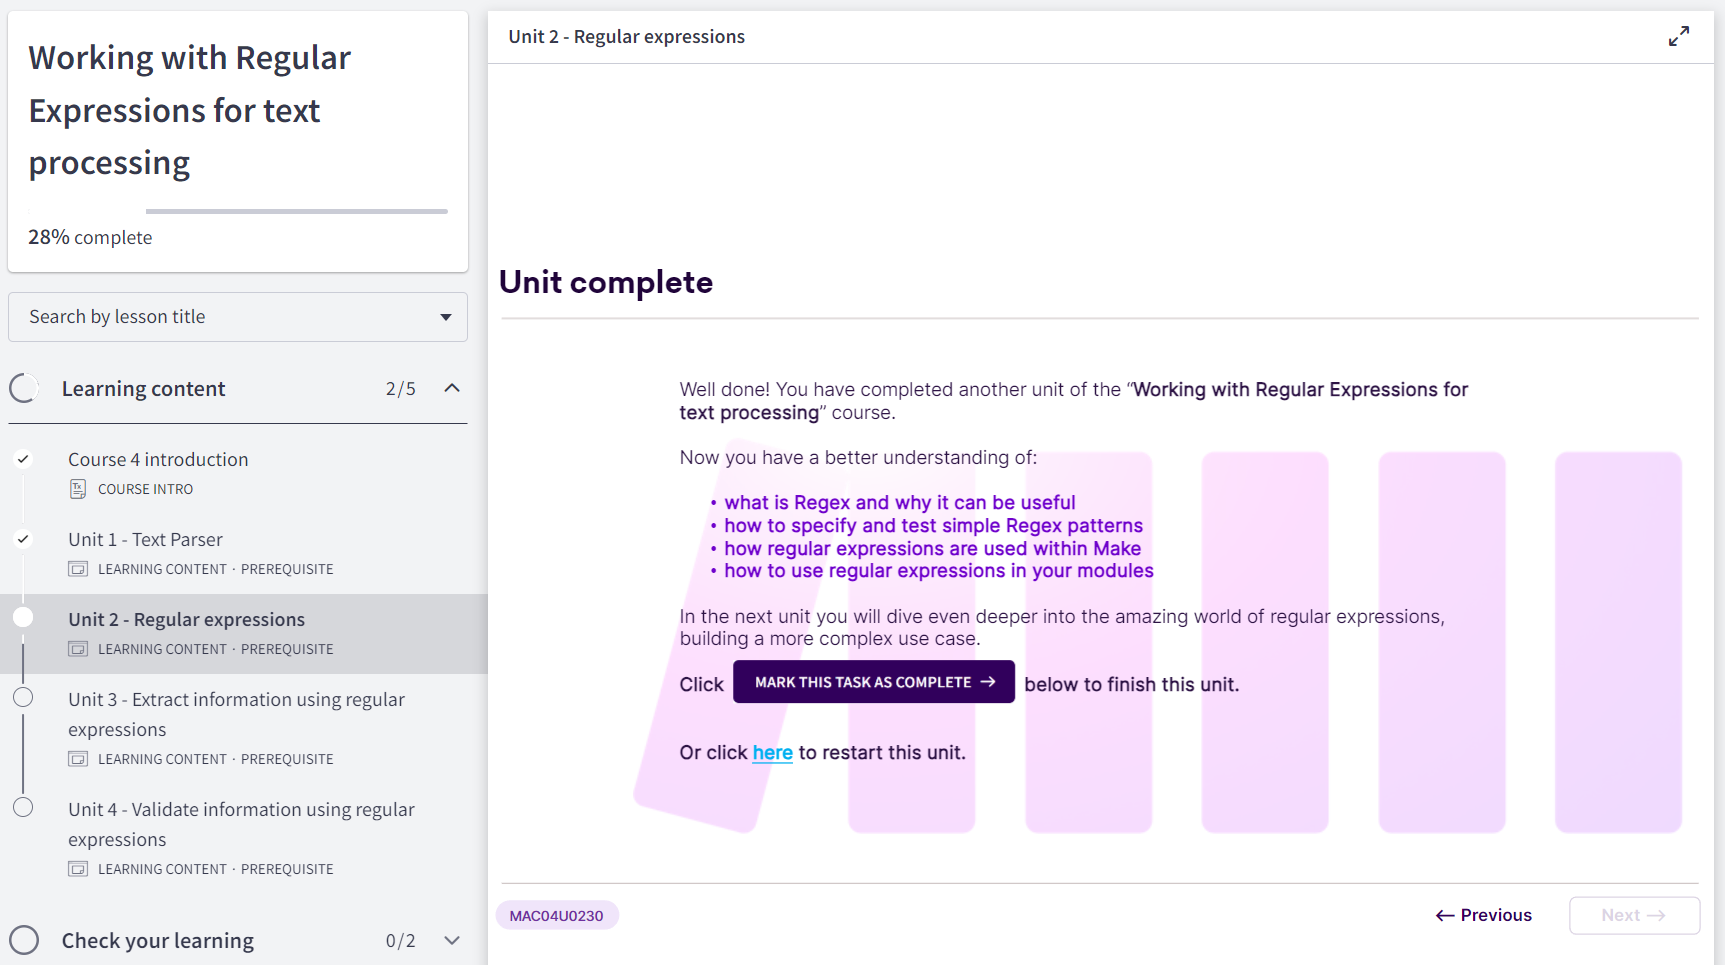 Working with Regular
Expressions for text
processing
28% complete
Search by lesson title
Learning content 2/5
Course 4 introduction
COURSE INTRO
Unit 1 - Text Parser
LEARNING CONTENT · PREREQUISITE
Unit 2 - Regular expressions
LEARNING CONTENT · PREREQUISITE
Unit 3 - Extract information using regular
expressions
LEARNING CONTENT · PREREQUISITE
Unit 4 - Validate information using regular
expressions
LEARNING CONTENT · PREREQUISITE
Check your learning 0/2
Unit 2 - Regular expressions
Unit complete
Well done! You have completed another unit of the “Working with Regular Expressions for
text processing” course.
Now you have a better understanding of:
• what is Regex and why it can be useful
• how to specify and test simple Regex patterns
• how regular expressions are used within Make
• how to use regular expressions in your modules
In the next unit you will dive even deeper into the amazing world of regular expressions,
building a more complex use case.
Click MARK THIS TASK AS COMPLETE → below to finish this unit.
Or click here to restart this unit.
MAC04U0230
← Previous
Next →